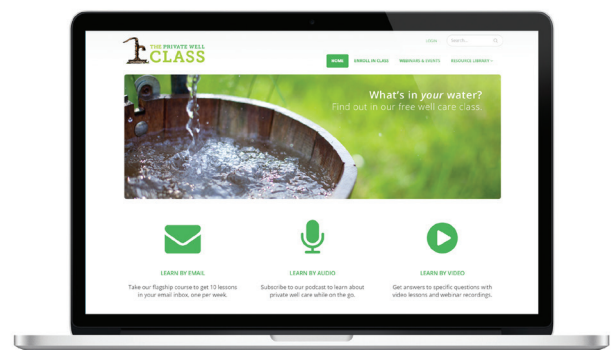 THE PRIVATE WELL
CLASS
LOGIN
Search...
HOME
ENROLL IN CLASS
WEBINARS & EVENTS
RESOURCE LIBRARY
What's in your water?
Find out in our free well care class.
LEARN BY EMAIL
Take our flagship course to get 10 lessons
in your email inbox, one per week.
LEARN BY AUDIO
Subscribe to our podcast to learn about
private well care while on the go.
LEARN BY VIDEO
Get answers to specific questions with
video lessons and webinar recordings.